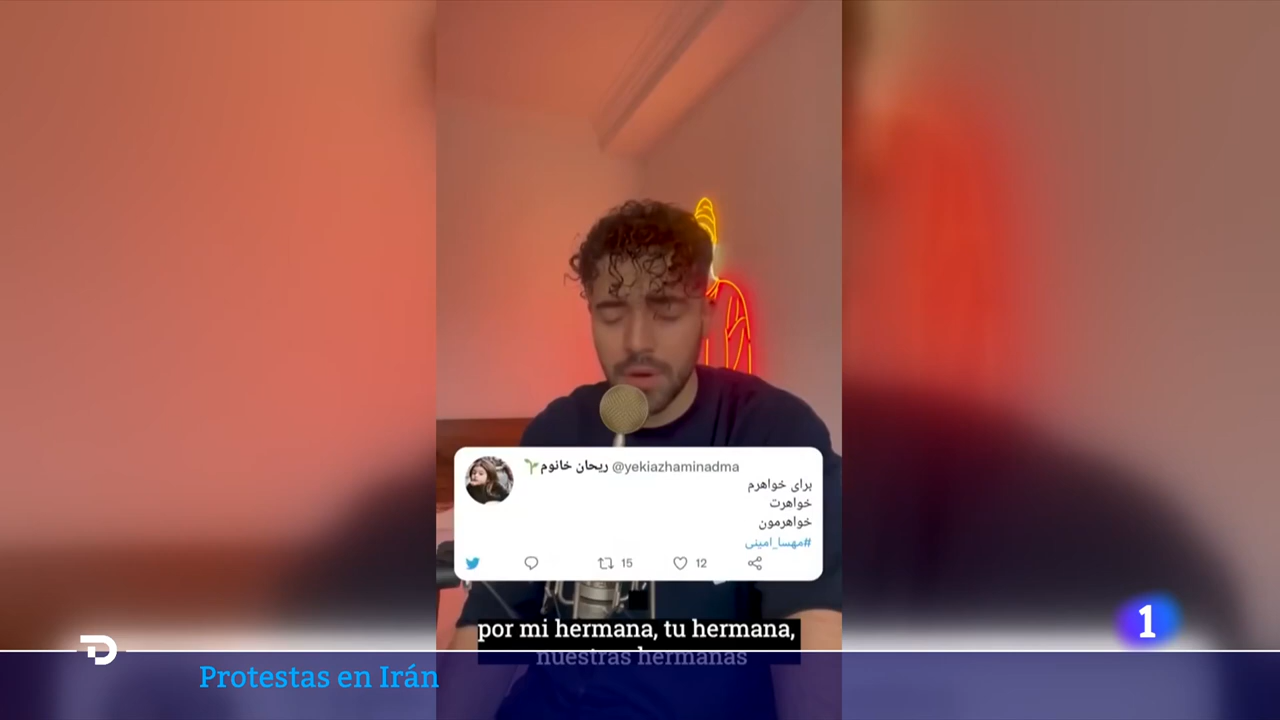 ریحان خانوم @yekiazhaminadma
برای خواهرم
خواهرت
خواهرمون
#مهسا_امینی
15 12
por mi hermana, tu hermana,
nuestras hermanas
1
Protestas en Irán